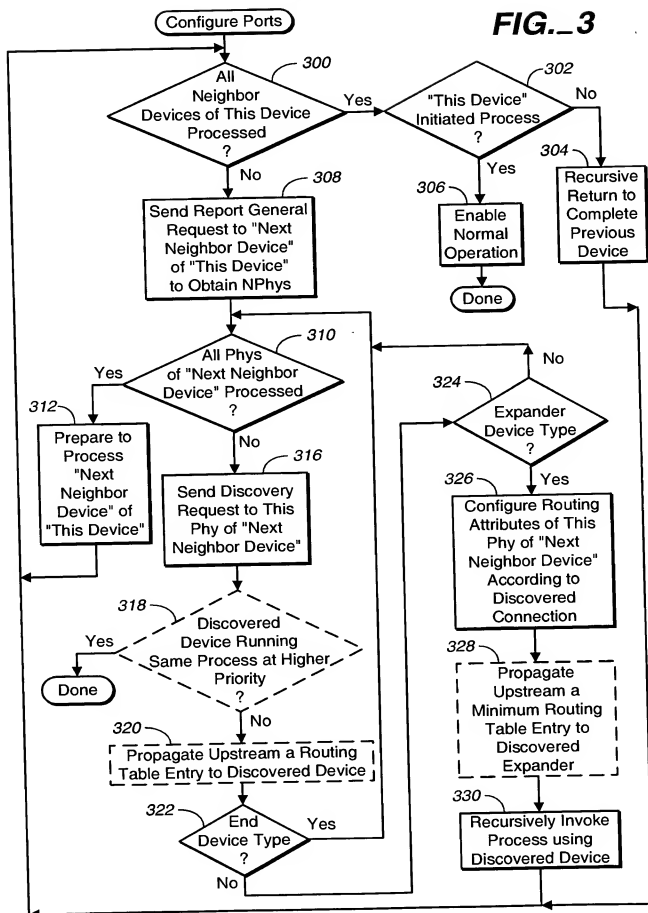 Configure Ports
FIG._3
300
All
Neighbor
Devices of This Device
Processed
?
Yes
No
302
"This Device"
Initiated Process
?
No
Yes
304
Recursive
Return to
Complete
Previous
Device
306
Enable
Normal
Operation
Done
308
Send Report General
Request to "Next
Neighbor Device"
of "This Device"
to Obtain NPhys
310
All Phys
of "Next Neighbor
Device" Processed
?
Yes
No
312
Prepare to
Process
"Next
Neighbor
Device" of
"This Device"
316
Send Discovery
Request to This
Phy of "Next
Neighbor Device"
318
Discovered
Device Running
Same Process at Higher
Priority
?
Yes
Done
No
320
Propagate Upstream a Routing
Table Entry to Discovered Device
322
End
Device Type
?
Yes
No
324
Expander
Device Type
?
No
Yes
326
Configure Routing
Attributes of This
Phy of "Next
Neighbor Device"
According to
Discovered
Connection
328
Propagate
Upstream a
Minimum Routing
Table Entry to
Discovered
Expander
330
Recursively Invoke
Process using
Discovered Device